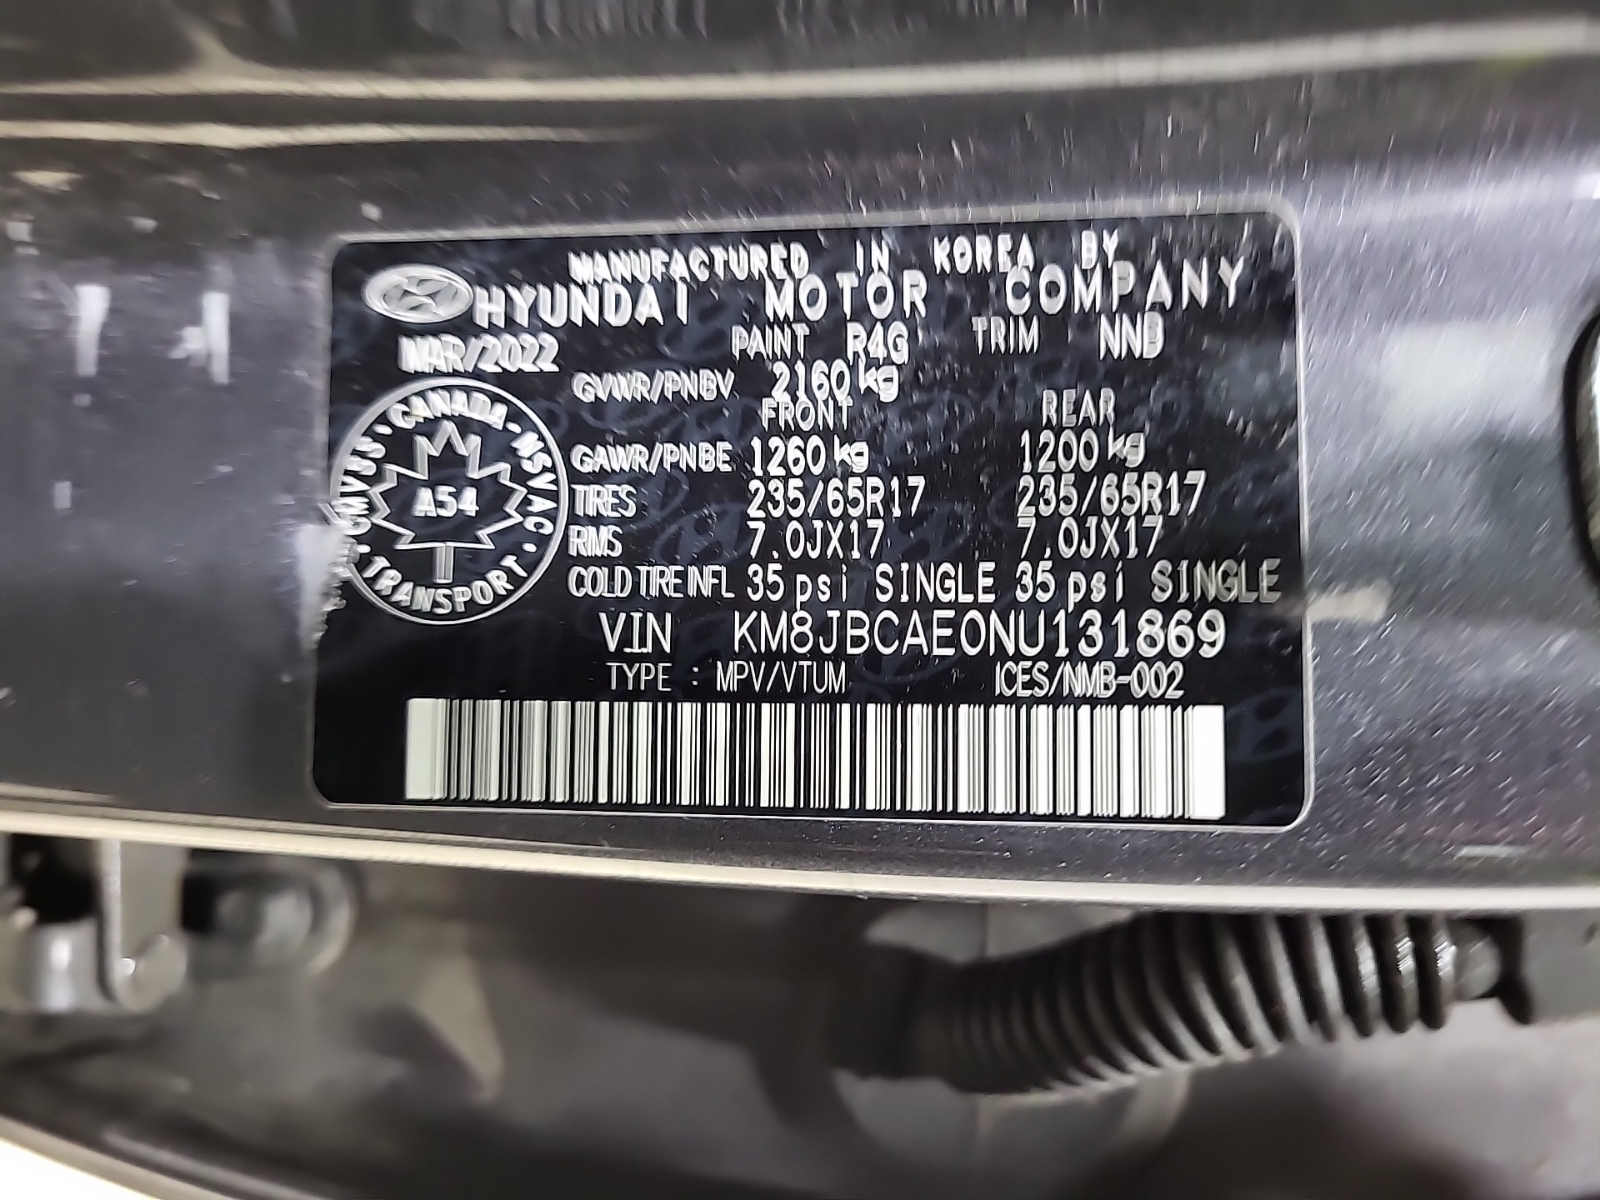 MANUFACTURED IN KOREA BY
HYUNDAI MOTOR COMPANY
MAR/2022 PAINT R4G TRIM NNB
GVWR/PNBV 2160 kg
FRONT REAR
GAWR/PNBE 1260 kg 1200 kg
TIRES 235/65R17 235/65R17
RIMS 7.0JX17 7.0JX17
COLD TIRE INFL 35 psi SINGLE 35 psi SINGLE
VIN KM8JBCAE0NU131869
TYPE : MPV/VTUM ICES/NMB-002
CANADA · NSVAC · TRANSPORT · CMVSS ·
A54